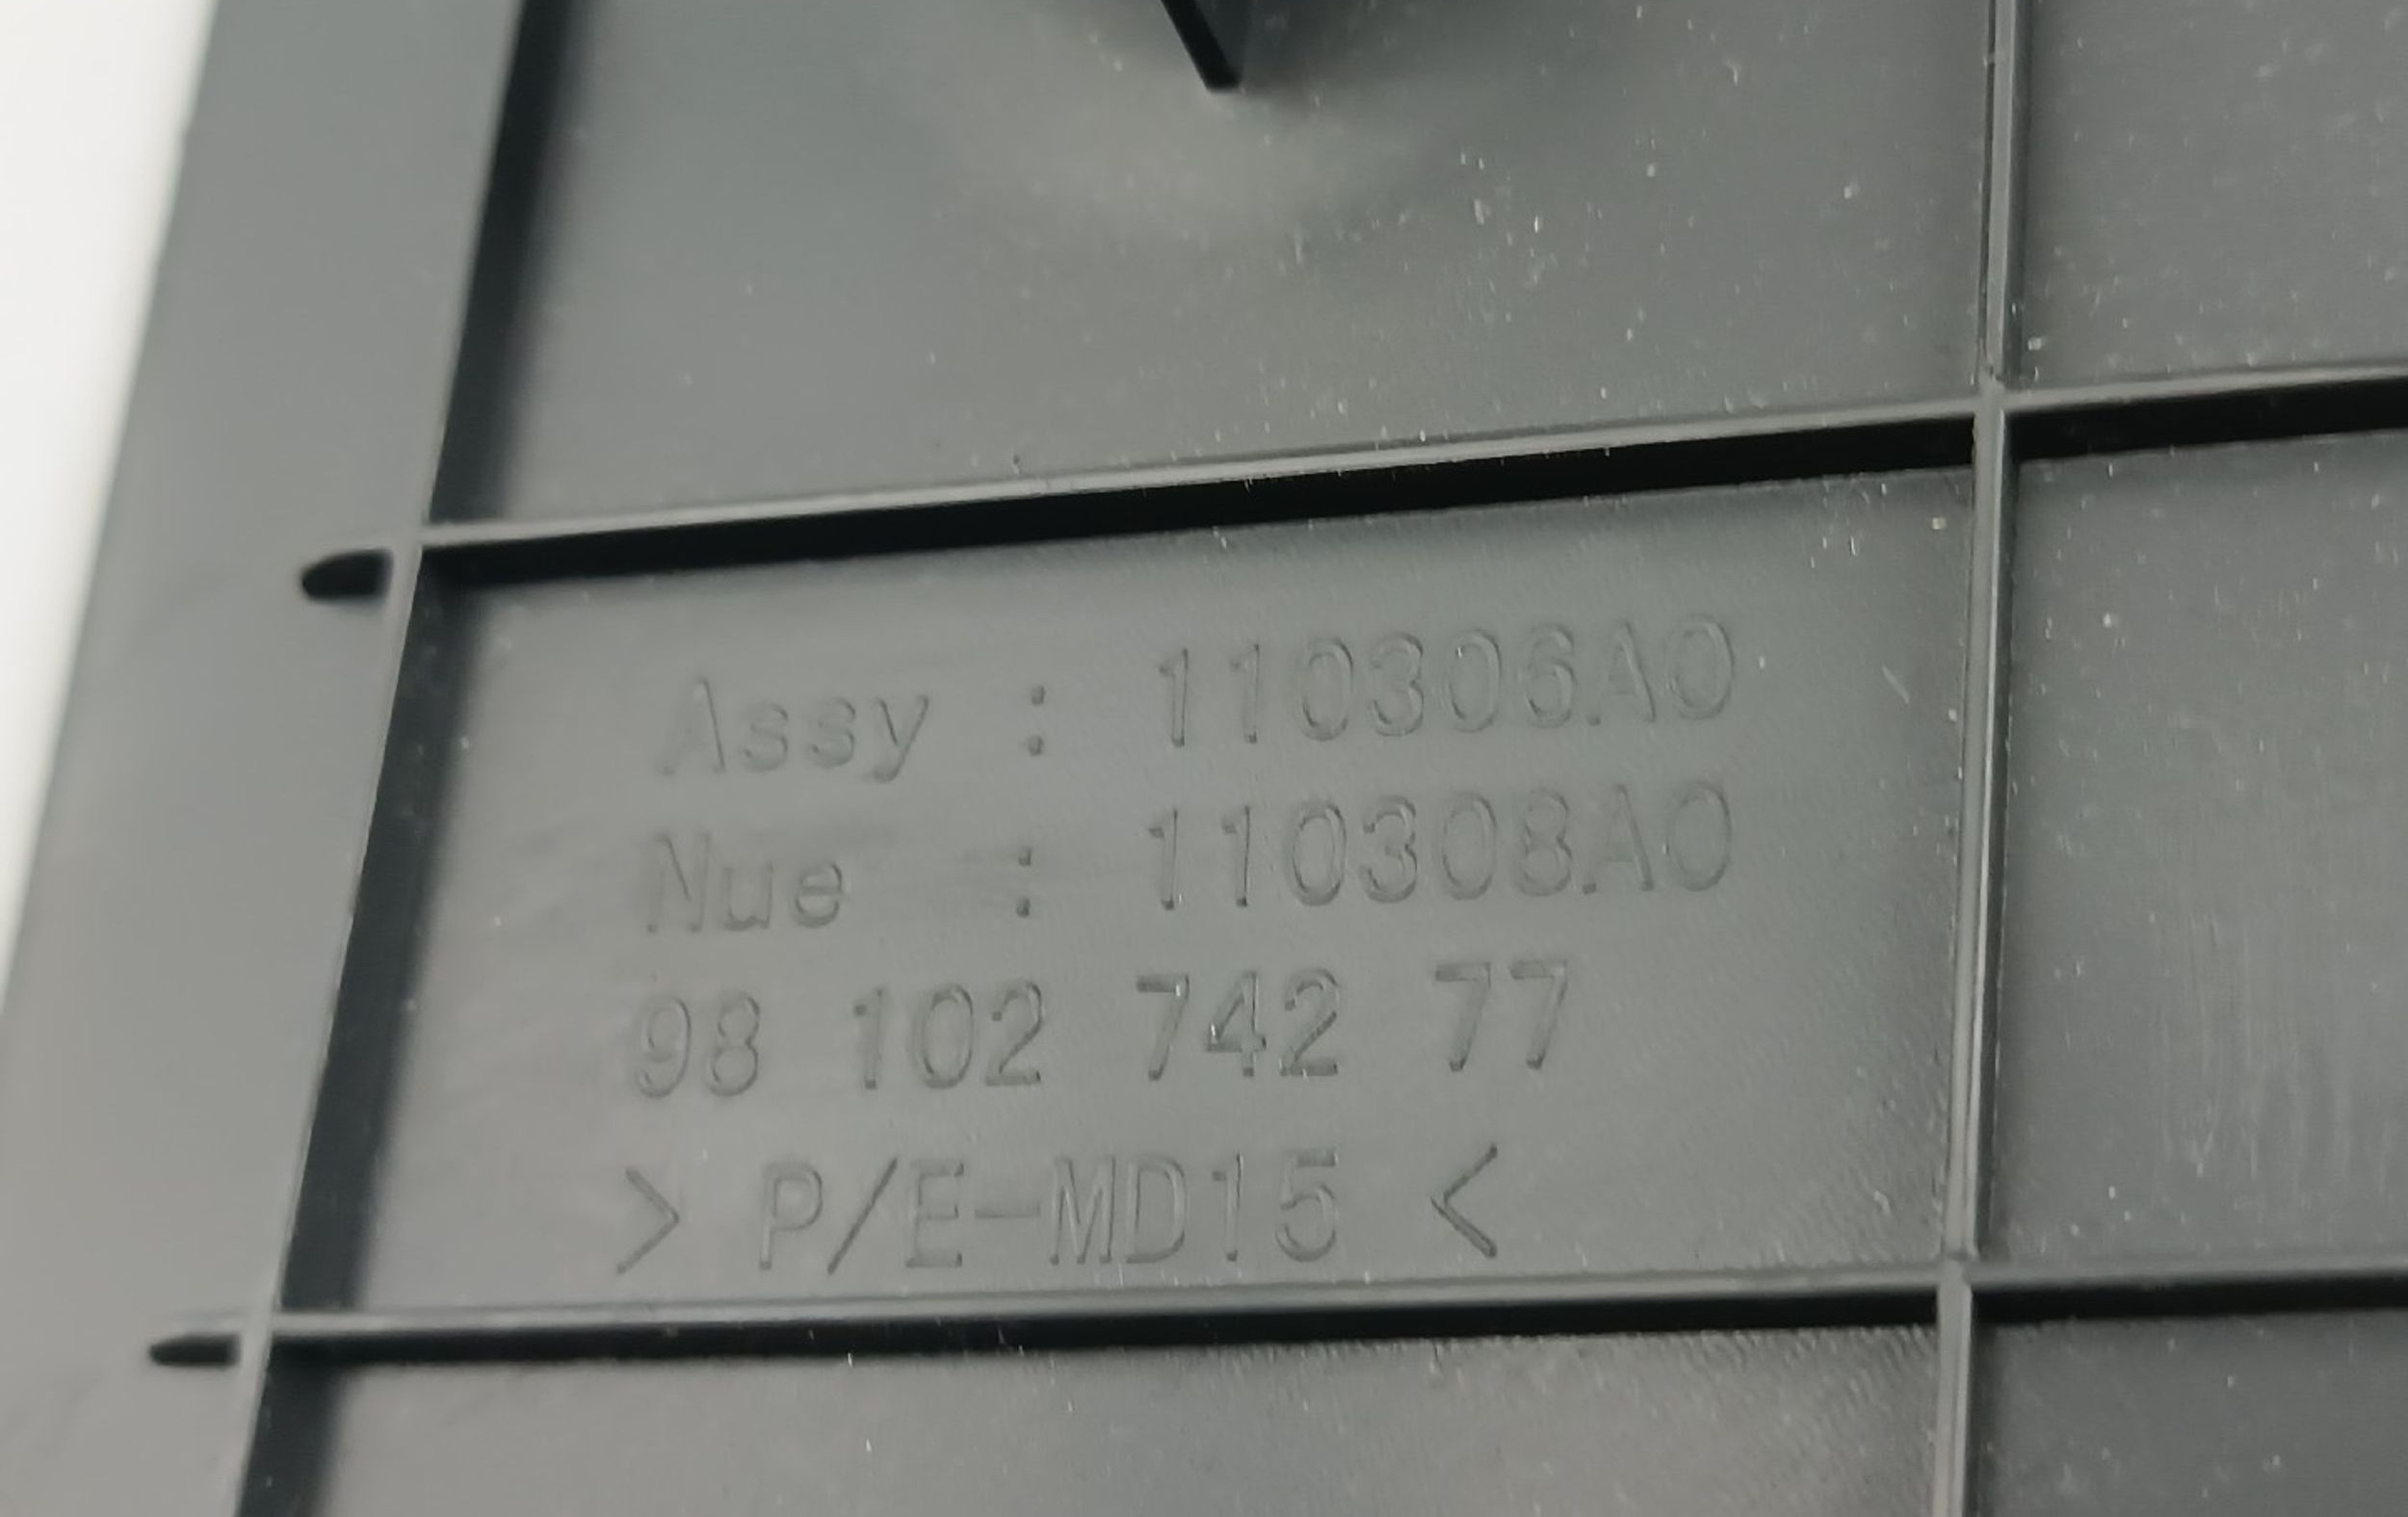 Assy : 110306A0
Nue : 110308A0
98 102 742 77
> P/E-MD15 <